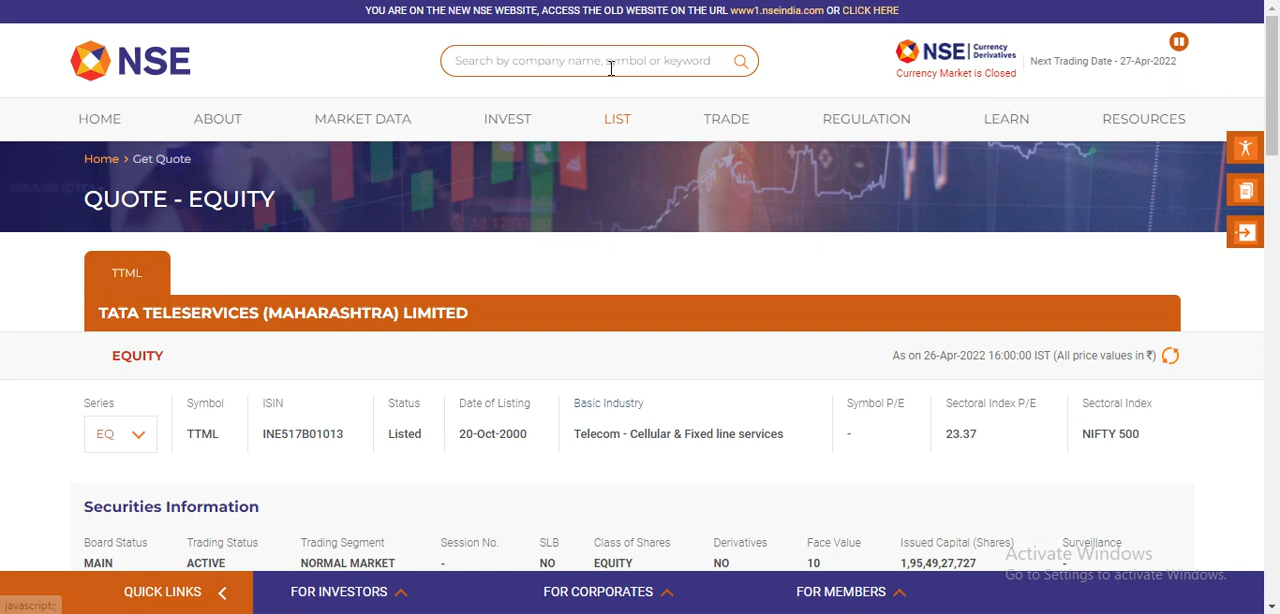 YOU ARE ON THE NEW NSE WEBSITE, ACCESS THE OLD WEBSITE ON THE URL www1.nseindia.com OR CLICK HERE
NSE
Search by company name, symbol or keyword
NSE Currency Derivatives
Currency Market is Closed
Next Trading Date - 27-Apr-2022
HOME ABOUT MARKET DATA INVEST LIST TRADE REGULATION LEARN RESOURCES
Home > Get Quote
QUOTE - EQUITY
TTML
TATA TELESERVICES (MAHARASHTRA) LIMITED
EQUITY
As on 26-Apr-2022 16:00:00 IST (All price values in ₹)
Series Symbol ISIN Status Date of Listing Basic Industry Symbol P/E Sectoral Index P/E Sectoral Index
EQ TTML INE517B01013 Listed 20-Oct-2000 Telecom - Cellular & Fixed line services - 23.37 NIFTY 500
Securities Information
Board Status Trading Status Trading Segment Session No. SLB Class of Shares Derivatives Face Value Issued Capital (Shares) Surveillance
MAIN ACTIVE NORMAL MARKET - NO EQUITY NO 10 1,95,49,27,727 -
Activate Windows
Go to Settings to activate Windows.
QUICK LINKS FOR INVESTORS FOR CORPORATES FOR MEMBERS
javascript:;